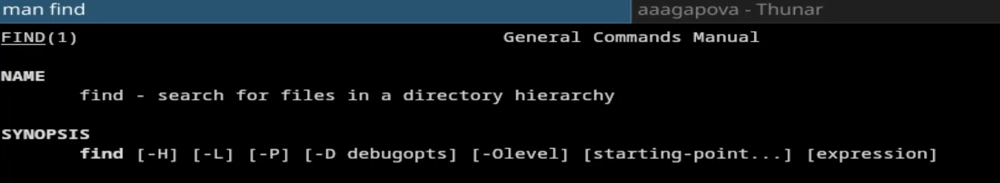 man find
aaagapova - Thunar
FIND(1) General Commands Manual
NAME
find - search for files in a directory hierarchy
SYNOPSIS
find [-H] [-L] [-P] [-D debugopts] [-Olevel] [starting-point...] [expression]